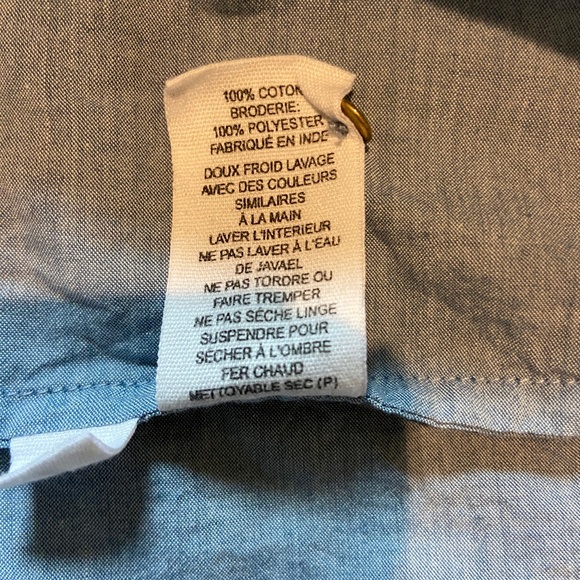 100% COTON
BRODERIE:
100% POLYESTER
FABRIQUÉ EN INDE
DOUX FROID LAVAGE
AVEC DES COULEURS
SIMILAIRES
À LA MAIN
LAVER L'INTERIEUR
NE PAS LAVER À L'EAU
DE JAVAEL
NE PAS TORDRE OU
FAIRE TREMPER
NE PAS SÈCHE LINGE
SUSPENDRE POUR
SÉCHER À L'OMBRE
FER CHAUD
NETTOYABLE SEC (P)